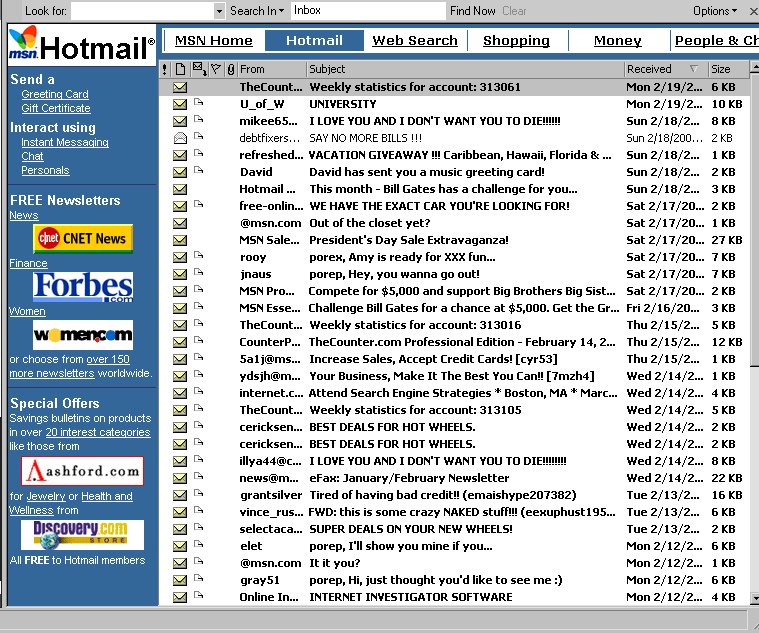 Look for: Search In Inbox Find Now Clear Options
msn Hotmail®
MSN Home Hotmail Web Search Shopping Money People & Ch
Send a
Greeting Card
Gift Certificate
Interact using
Instant Messaging
Chat
Personals
FREE Newsletters
News
cnet CNET News
Finance
Forbes.com
Women
women.com
or choose from over 150
more newsletters worldwide.
Special Offers
Savings bulletins on products
in over 20 interest categories
like those from
Ashford.com
for Jewelry or Health and
Wellness from
Discovery.com
STORE
All FREE to Hotmail members
! From Subject Received Size
TheCount... Weekly statistics for account: 313061 Mon 2/19/2... 6 KB
U_of_W UNIVERSITY Mon 2/19/2... 10 KB
mikee65... I LOVE YOU AND I DON'T WANT YOU TO DIE!!!!!! Sun 2/18/2... 8 KB
debtfixers... SAY NO MORE BILLS !!! Sun 2/18/200... 2 KB
refreshed... VACATION GIVEAWAY !!! Caribbean, Hawaii, Florida & ... Sun 2/18/2... 1 KB
David David has sent you a music greeting card! Sun 2/18/2... 2 KB
Hotmail ... This month - Bill Gates has a challenge for you... Sun 2/18/2... 3 KB
free-onlin... WE HAVE THE EXACT CAR YOU'RE LOOKING FOR! Sat 2/17/20... 2 KB
@msn.com Out of the closet yet? Sat 2/17/20... 1 KB
MSN Sale... President's Day Sale Extravaganza! Sat 2/17/20... 27 KB
rooy porex, Amy is ready for XXX fun... Sat 2/17/20... 7 KB
jnaus porep, Hey, you wanna go out! Sat 2/17/20... 2 KB
MSN Pro... Compete for $5,000 and support Big Brothers Big Sist... Sat 2/17/20... 3 KB
MSN Esse... Challenge Bill Gates for a chance at $5,000. Get the Gr... Fri 2/16/20... 3 KB
TheCount... Weekly statistics for account: 313016 Thu 2/15/2... 5 KB
CounterP... TheCounter.com Professional Edition - February 14, 2... Thu 2/15/2... 12 KB
5a1j@ms... Increase Sales, Accept Credit Cards! [cyr53] Thu 2/15/2... 1 KB
ydsjh@m... Your Business, Make It The Best You Can!! [7mzh4] Wed 2/14/2... 1 KB
internet.c... Attend Search Engine Strategies * Boston, MA * Marc... Wed 2/14/2... 4 KB
TheCount... Weekly statistics for account: 313105 Wed 2/14/2... 5 KB
cericksen... BEST DEALS FOR HOT WHEELS. Wed 2/14/2... 2 KB
cericksen... BEST DEALS FOR HOT WHEELS. Wed 2/14/2... 2 KB
illya44@c... I LOVE YOU AND I DON'T WANT YOU TO DIE!!!!!!!! Wed 2/14/2... 8 KB
news@m... eFax: January/February Newsletter Wed 2/14/2... 22 KB
grantsilver Tired of having bad credit!! (emaishype207382) Tue 2/13/2... 16 KB
vince_rus... FWD: this is some crazy NAKED stuff!!! (eexuphust195... Tue 2/13/2... 2 KB
selectaca... SUPER DEALS ON YOUR NEW WHEELS! Tue 2/13/2... 2 KB
elet porep, I'll show you mine if you... Mon 2/12/2... 2 KB
@msn.com It it you? Mon 2/12/2... 1 KB
gray51 porep, Hi, just thought you'd like to see me :) Mon 2/12/2... 6 KB
Online In... INTERNET INVESTIGATOR SOFTWARE Mon 2/12/2... 4 KB